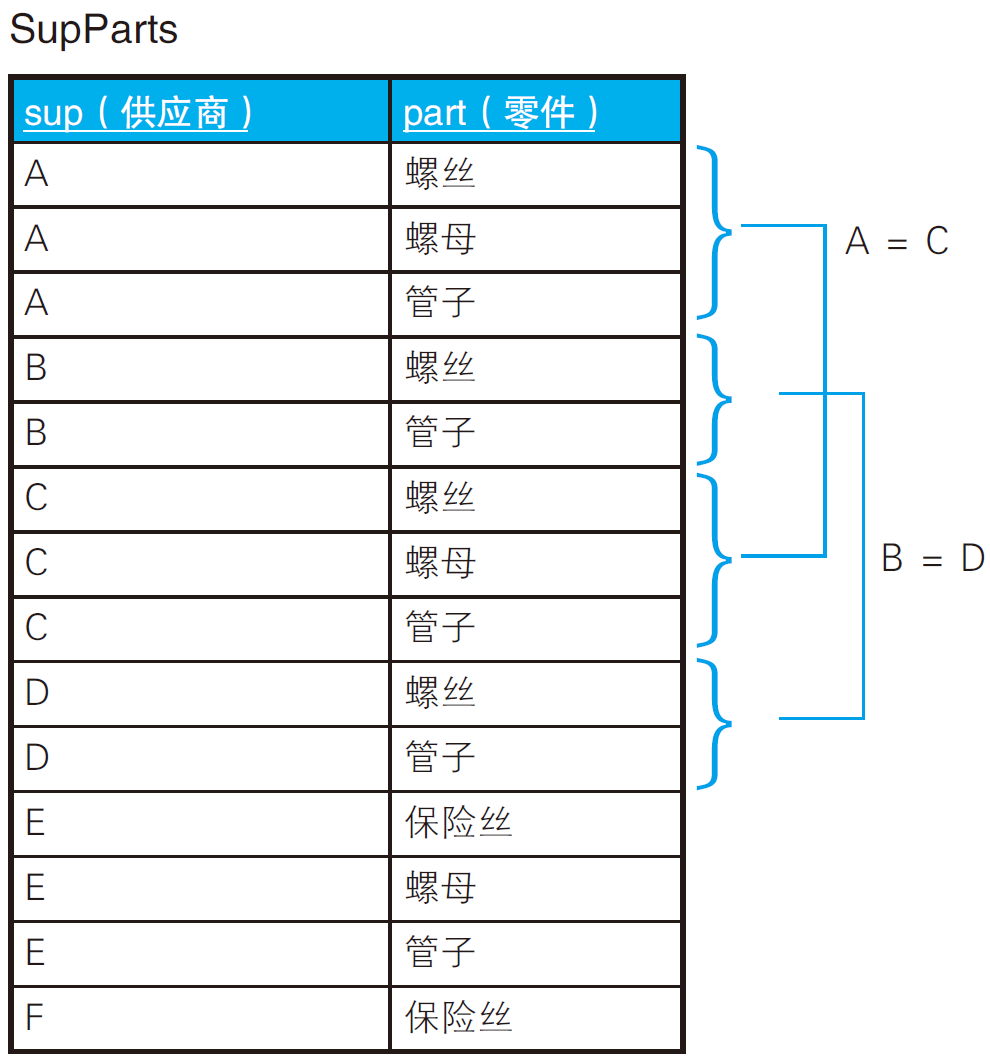 SupParts
sup（供应商） part（零件）
A 螺丝
A 螺母
A 管子
B 螺丝
B 管子
C 螺丝
C 螺母
C 管子
D 螺丝
D 管子
E 保险丝
E 螺母
E 管子
F 保险丝
A = C
B = D